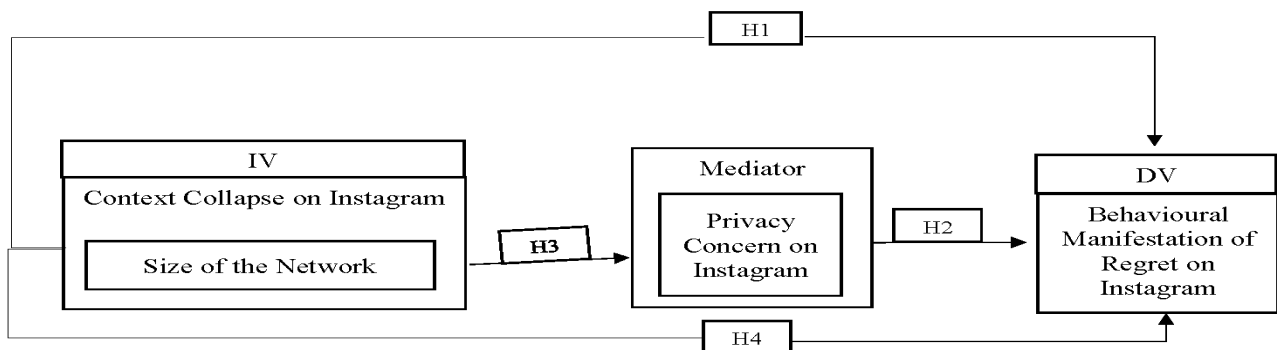 H1
IV
Context Collapse on Instagram
Size of the Network
H3
Mediator
Privacy
Concern on
Instagram
H2
DV
Behavioural
Manifestation of
Regret on
Instagram
H4